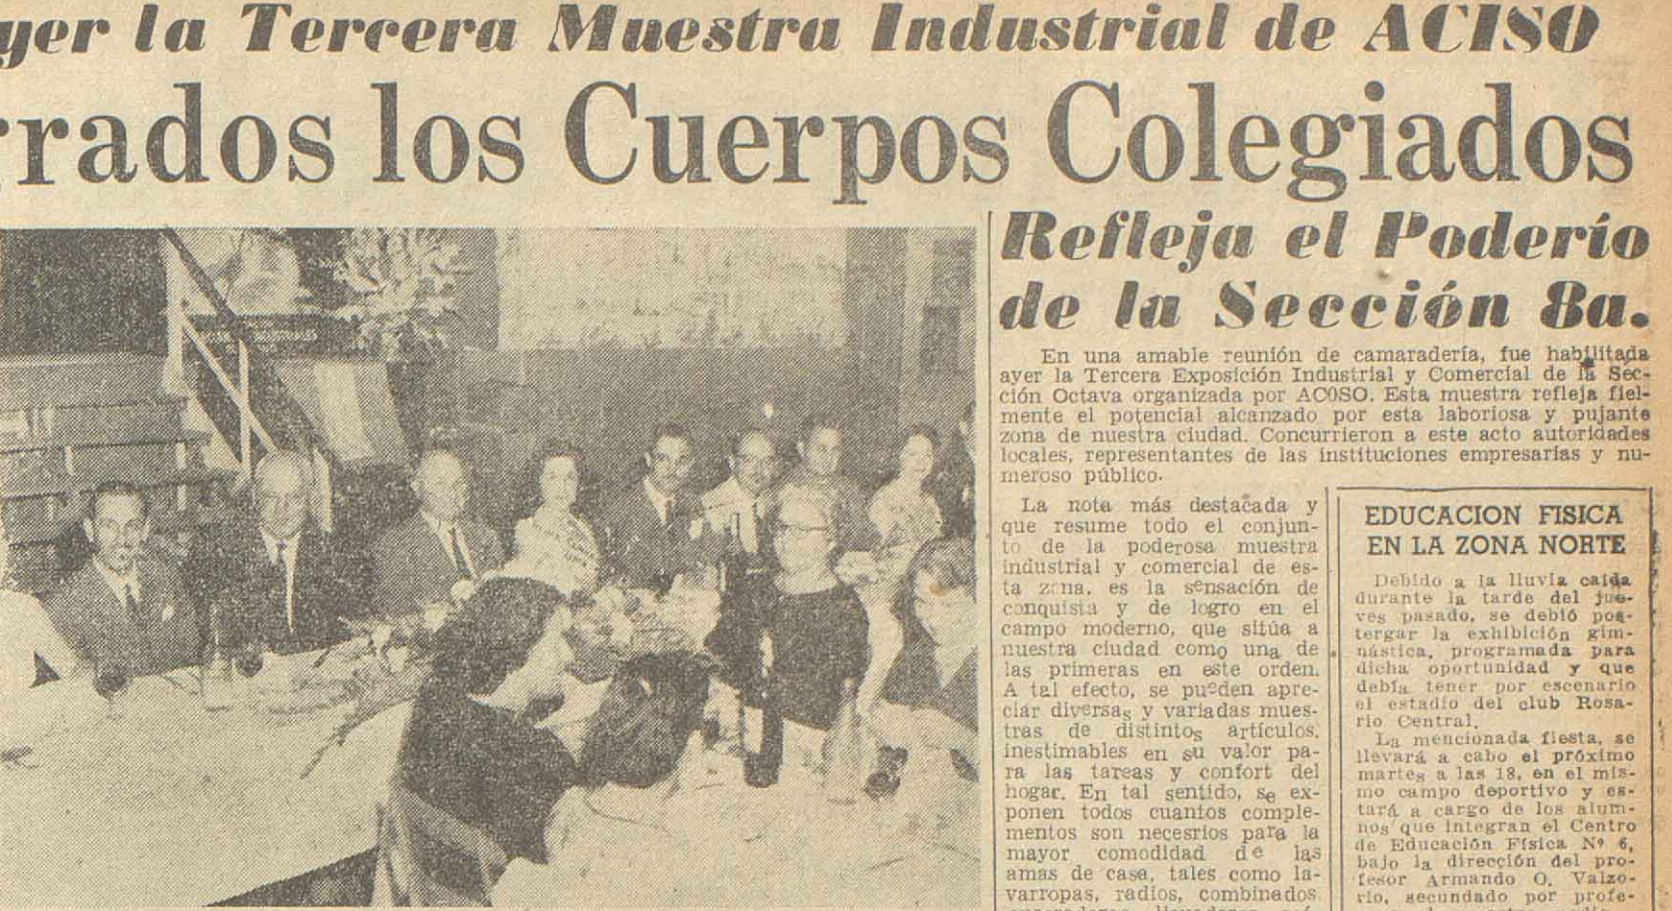 yer la Tercera Muestra Industrial de ACISO
rrados los Cuerpos Colegiados
Refleja el Poderío
de la Sección 8a.
En una amable reunión de camaradería, fue habilitada
ayer la Tercera Exposición Industrial y Comercial de la Sec-
ción Octava organizada por ACOSO. Esta muestra refleja fiel-
mente el potencial alcanzado por esta laboriosa y pujante
zona de nuestra ciudad. Concurrieron a este acto autoridades
locales, representantes de las instituciones empresarias y nu-
meroso público.
La nota más destacada y
que resume todo el conjun-
to de la poderosa muestra
industrial y comercial de es-
ta zona, es la sensación de
conquista y de logro en el
campo moderno, que sitúa a
nuestra ciudad como una de
las primeras en este orden.
A tal efecto, se pueden apre-
ciar diversas y variadas mues-
tras de distintos artículos,
inestimables en su valor pa-
ra las tareas y confort del
hogar. En tal sentido, se ex-
ponen todos cuantos comple-
mentos son necesrios para la
mayor comodidad de las
amas de casa, tales como la-
varropas, radios, combinados,
EDUCACION FISICA
EN LA ZONA NORTE
Debido a la lluvia caída
durante la tarde del jue-
ves pasado, se debió pos-
tergar la exhibición gim-
nástica, programada para
dicha oportunidad y que
debía tener por escenario
el estadio del club Rosa-
rio Central.
La mencionada fiesta, se
llevará a cabo el próximo
martes a las 18, en el mis-
mo campo deportivo y es-
tará a cargo de los alum-
nos que integran el Centro
de Educación Física Nº 6,
bajo la dirección del pro-
fesor Armando O. Valzo-
rio, secundado por profe-